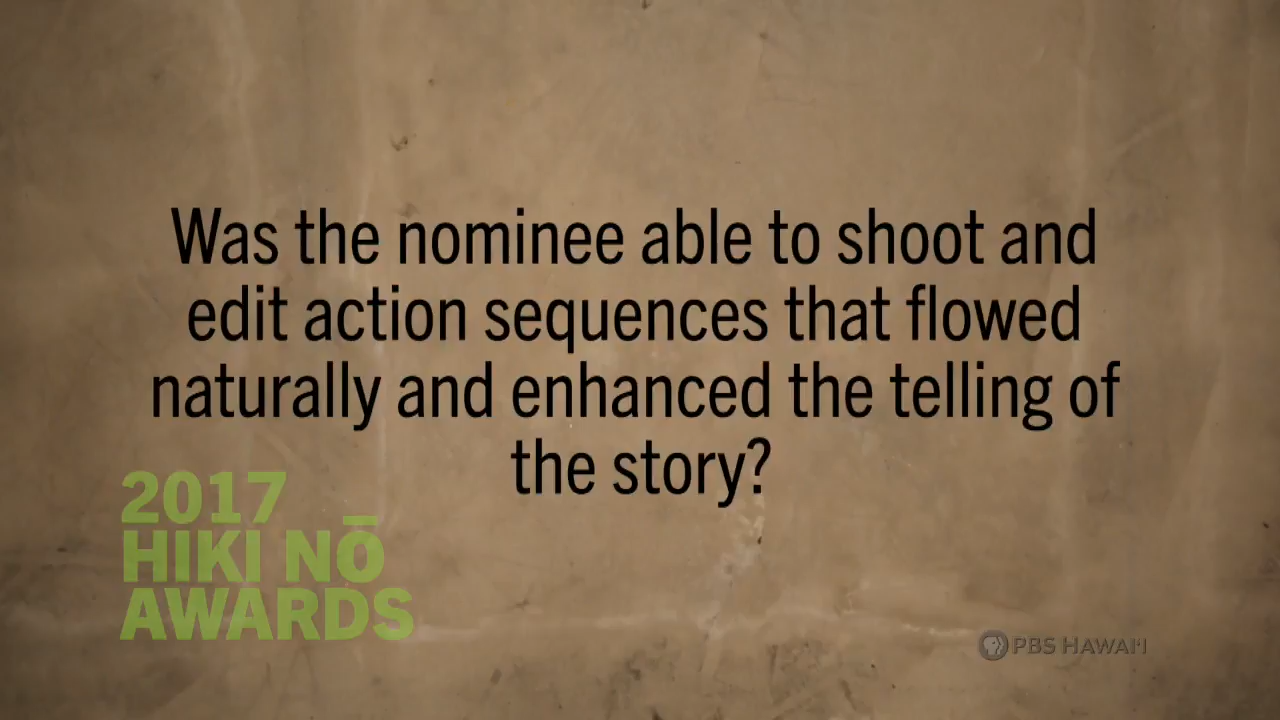 Was the nominee able to shoot and
edit action sequences that flowed
naturally and enhanced the telling of
the story?
2017
HIKI NŌ
AWARDS
PBS HAWAIʻI